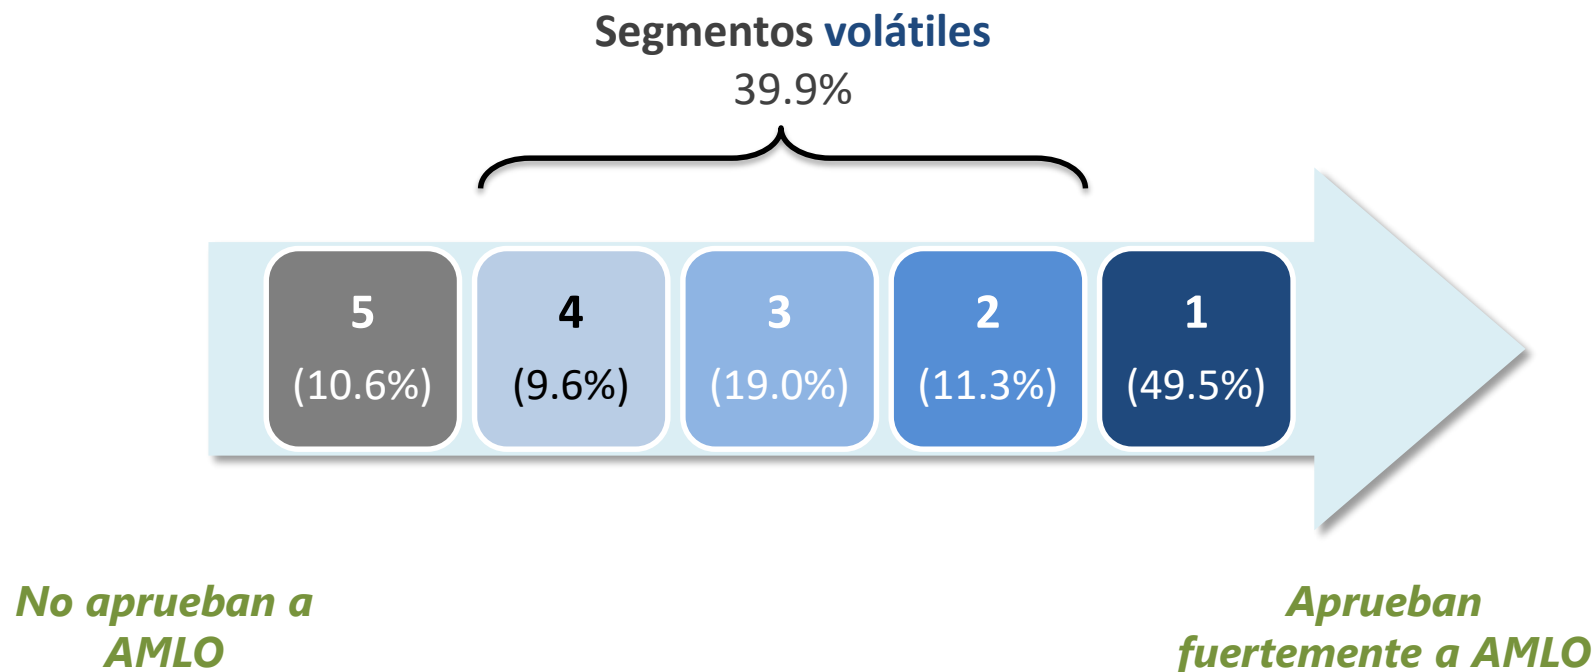 Segmentos volátiles
39.9%
5
(10.6%)
4
(9.6%)
3
(19.0%)
2
(11.3%)
1
(49.5%)
No aprueban a
AMLO
Aprueban
fuertemente a AMLO